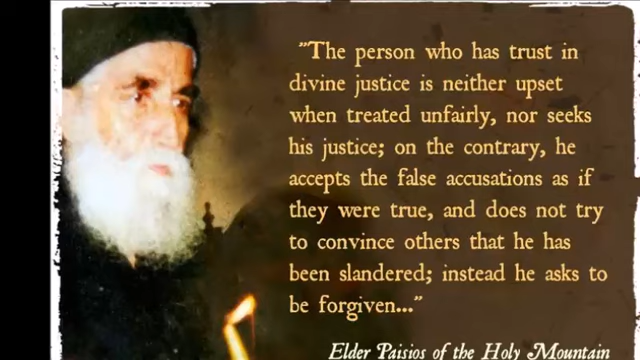 "The person who has trust in
divine justice is neither upset
when treated unfairly, nor seeks
his justice; on the contrary, he
accepts the false accusations as if
they were true, and does not try
to convince others that he has
been slandered; instead he asks to
be forgiven..."
Elder Paisios of the Holy Mountain